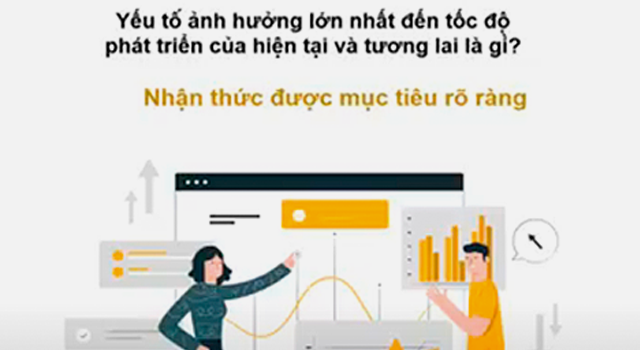 Yếu tố ảnh hưởng lớn nhất đến tốc độ
phát triển của hiện tại và tương lai là gì?
Nhận thức được mục tiêu rõ ràng